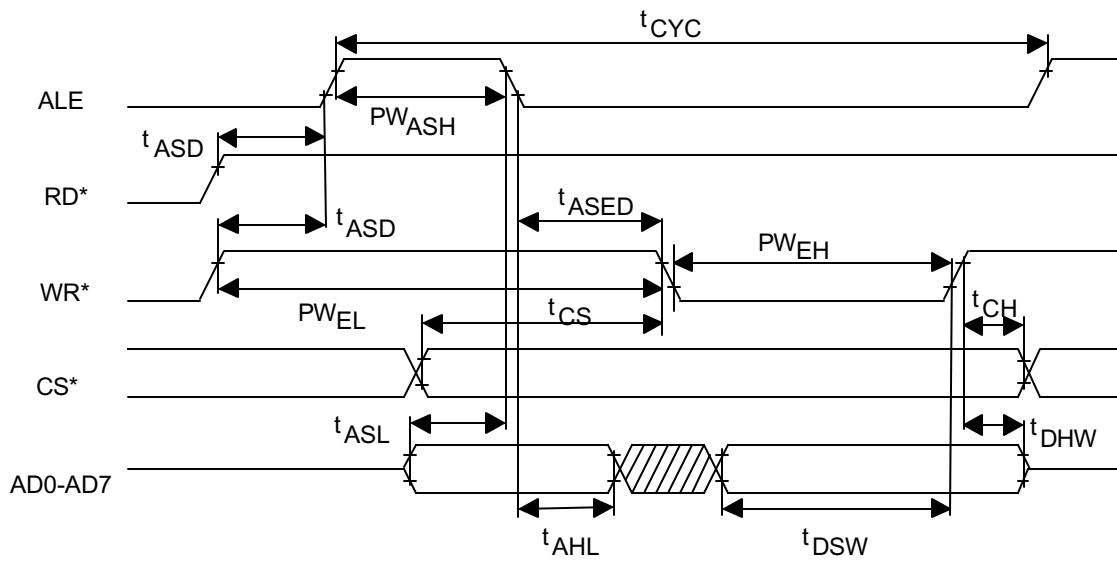 tCYC
ALE
PWASH
tASD
RD*
tASED
tASD
PWEH
WR*
PWEL
tCS
tCH
CS*
tASL
tDHW
AD0-AD7
tAHL
tDSW